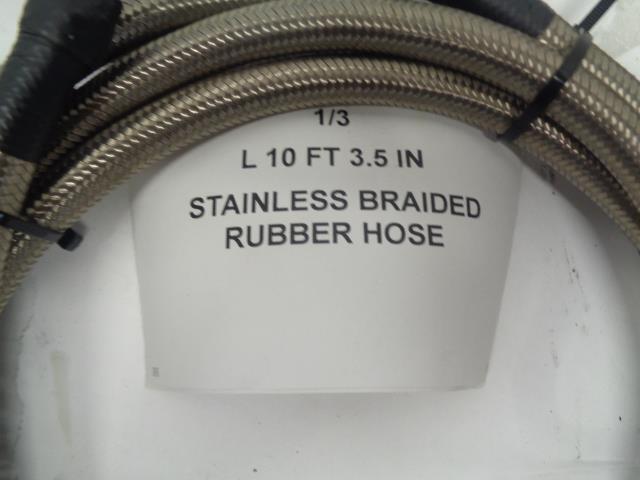 1/3
L 10 FT 3.5 IN
STAINLESS BRAIDED
RUBBER HOSE